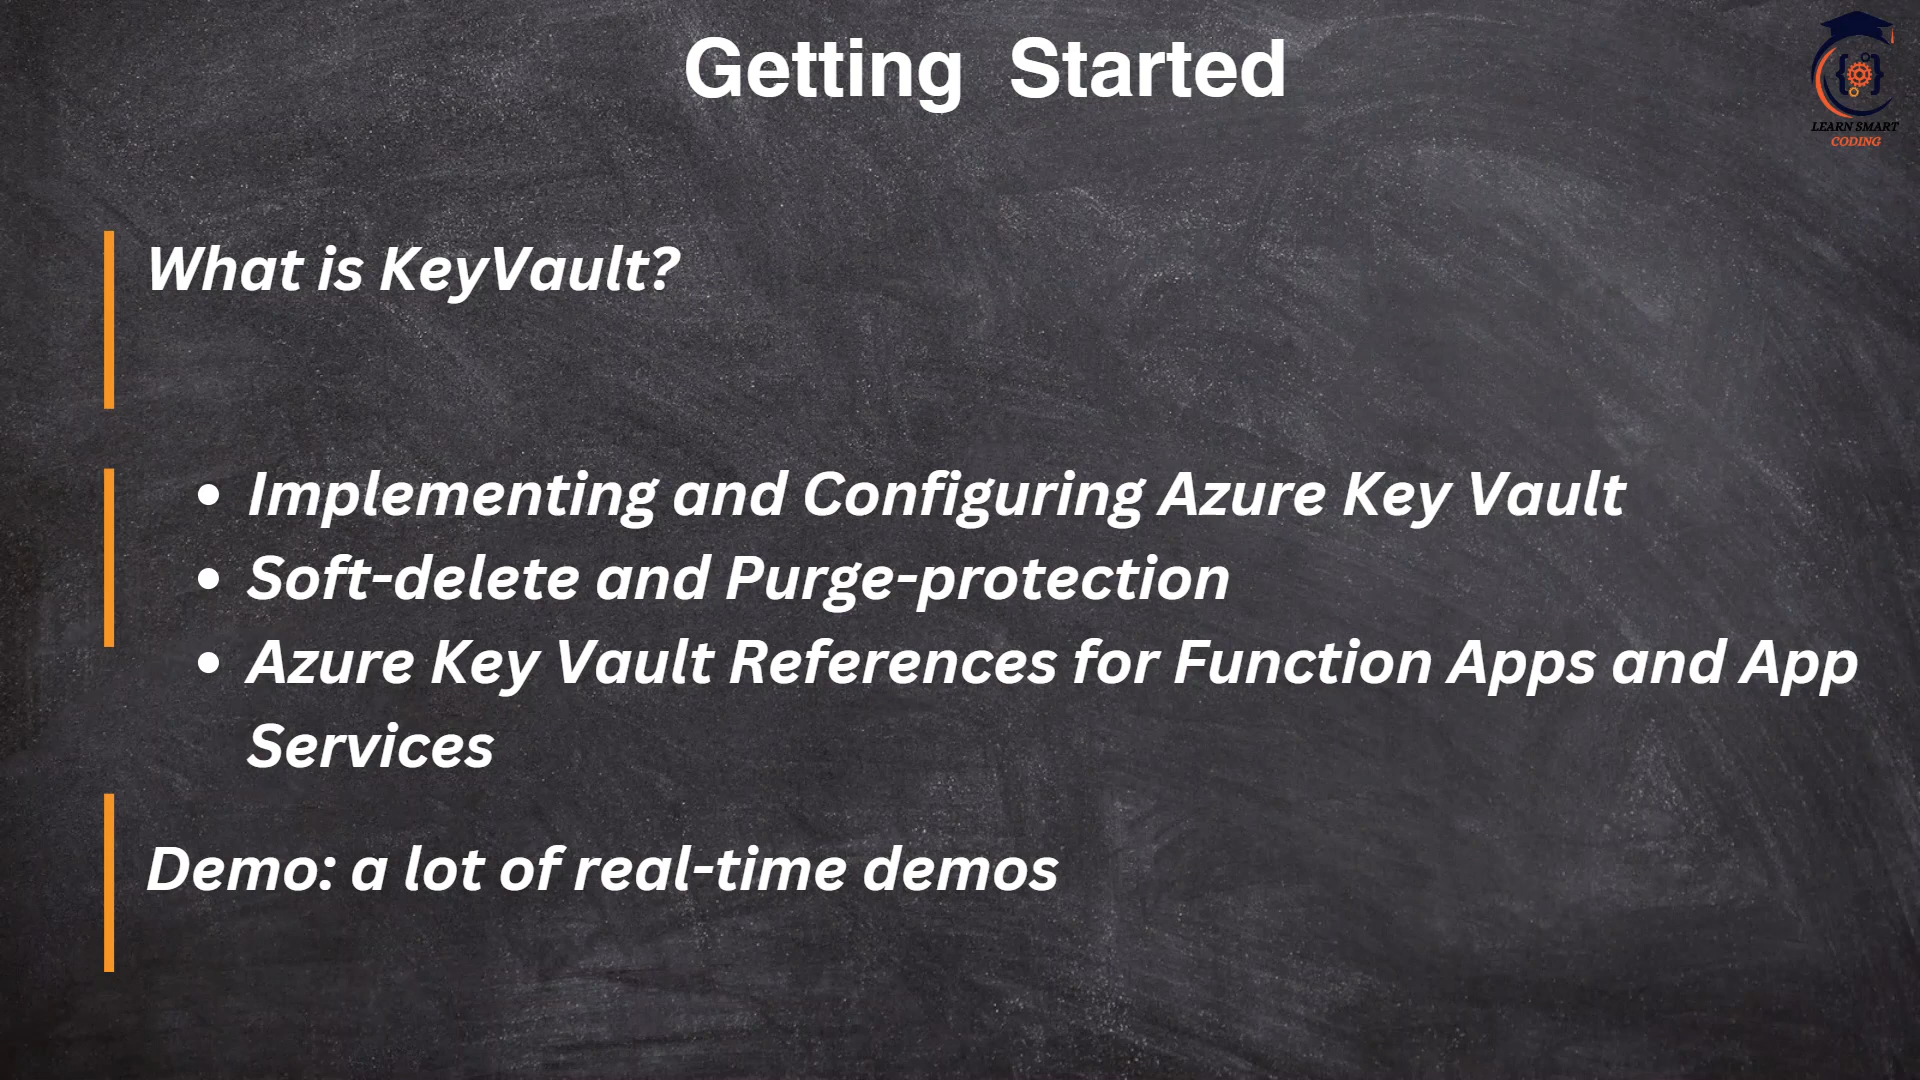 Getting Started
LEARN SMART
CODING
What is KeyVault?
• Implementing and Configuring Azure Key Vault
• Soft-delete and Purge-protection
• Azure Key Vault References for Function Apps and App
Services
Demo: a lot of real-time demos